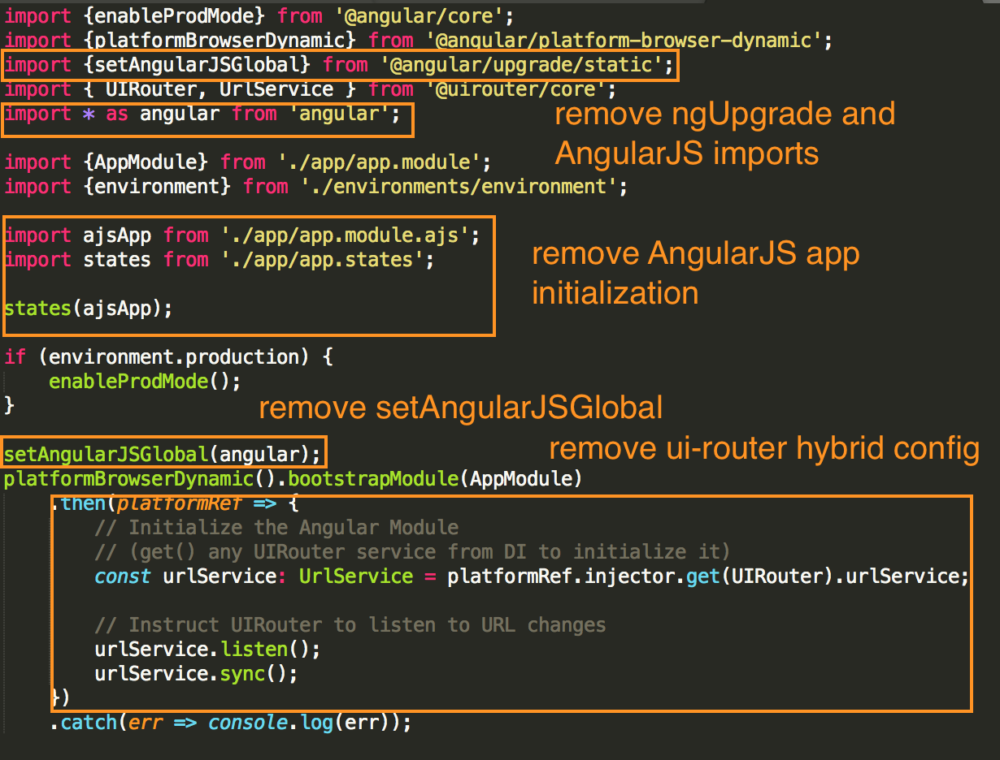 import {enableProdMode} from '@angular/core';
import {platformBrowserDynamic} from '@angular/platform-browser-dynamic';
import {setAngularJSGlobal} from '@angular/upgrade/static';
import { UIRouter, UrlService } from '@uirouter/core';
import * as angular from 'angular';
remove ngUpgrade and
AngularJS imports
import {AppModule} from './app/app.module';
import {environment} from './environments/environment';
import ajsApp from './app/app.module.ajs';
import states from './app/app.states';
remove AngularJS app
initialization
states(ajsApp);
if (environment.production) {
enableProdMode();
}
remove setAngularJSGlobal
remove ui-router hybrid config
setAngularJSGlobal(angular);
platformBrowserDynamic().bootstrapModule(AppModule)
.then(platformRef => {
// Initialize the Angular Module
// (get() any UIRouter service from DI to initialize it)
const urlService: UrlService = platformRef.injector.get(UIRouter).urlService;
// Instruct UIRouter to listen to URL changes
urlService.listen();
urlService.sync();
})
.catch(err => console.log(err));